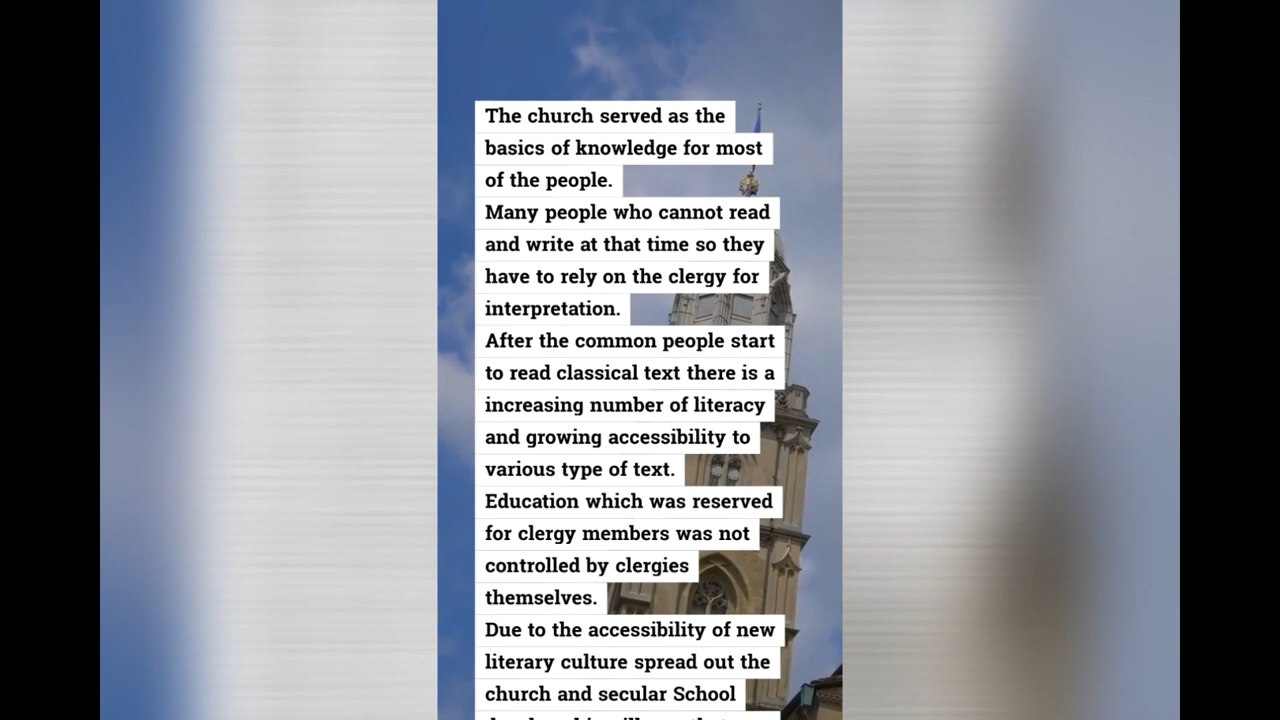 The church served as the
basics of knowledge for most
of the people.
Many people who cannot read
and write at that time so they
have to rely on the clergy for
interpretation.
After the common people start
to read classical text there is a
increasing number of literacy
and growing accessibility to
various type of text.
Education which was reserved
for clergy members was not
controlled by clergies
themselves.
Due to the accessibility of new
literary culture spread out the
church and secular School